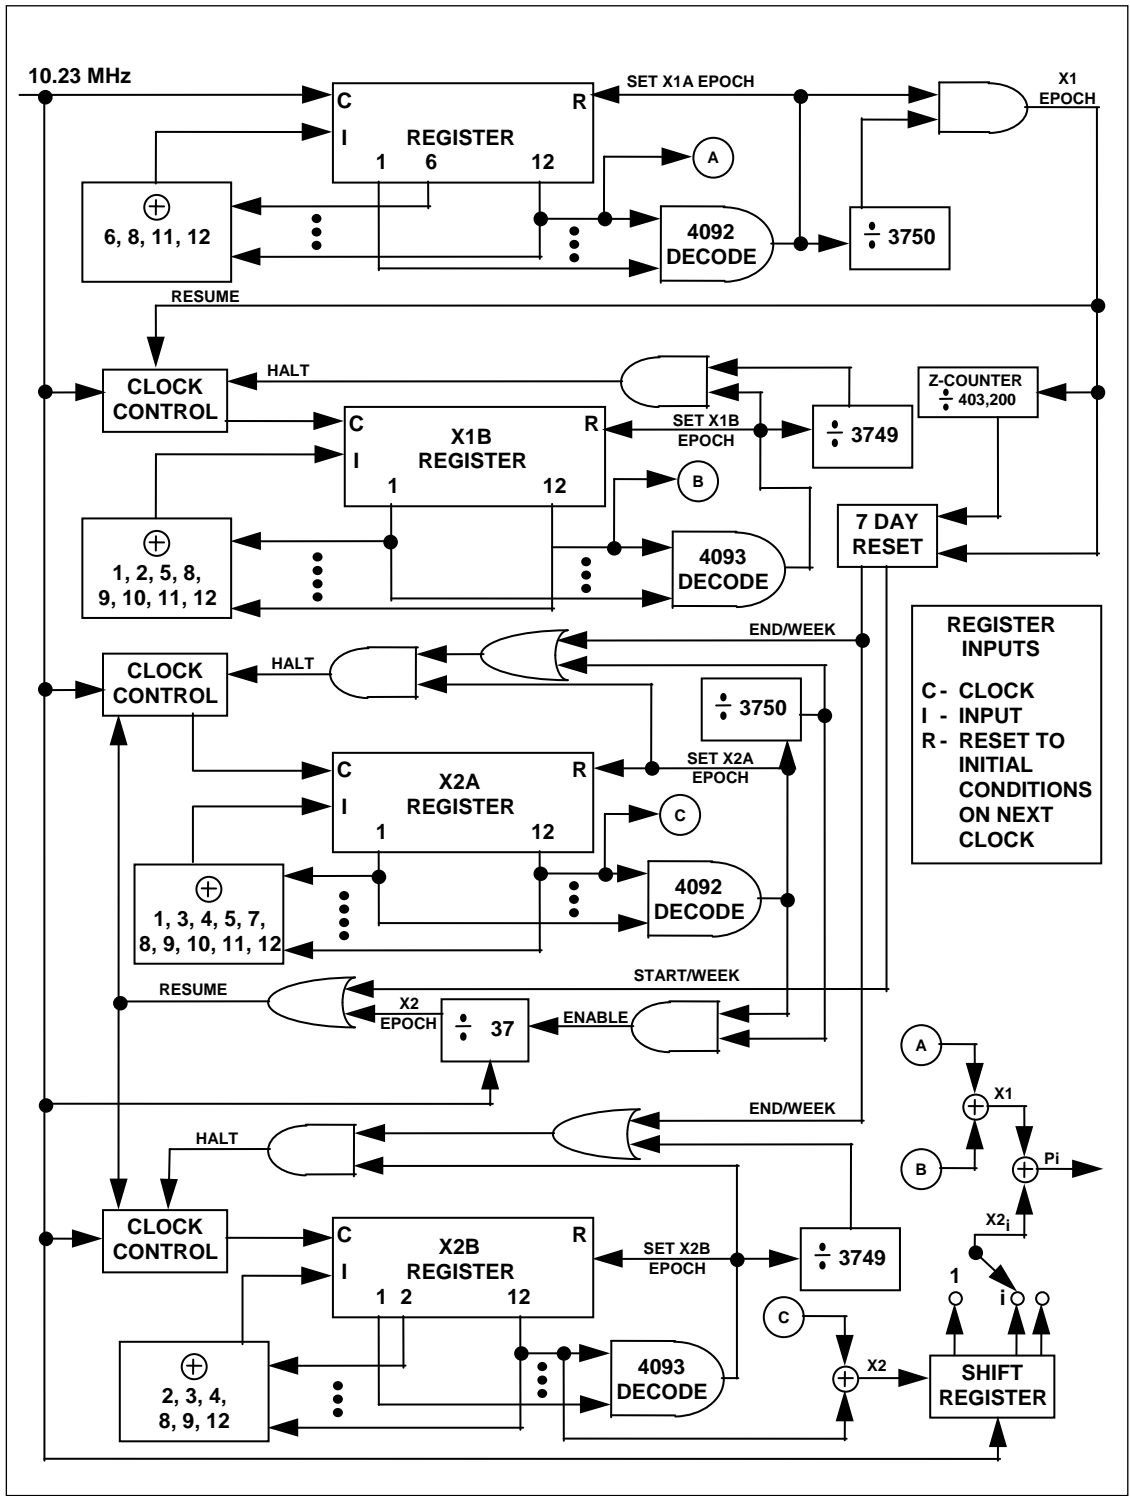 10.23 MHz
C
R
I
REGISTER
1 6 12
SET X1A EPOCH
X1
EPOCH
A
⊕
6, 8, 11, 12
4092
DECODE
÷ 3750
RESUME
CLOCK
CONTROL
HALT
C
R
I
X1B
REGISTER
1 12
SET X1B
EPOCH
÷ 3749
Z-COUNTER
÷ 403,200
B
⊕
1, 2, 5, 8,
9, 10, 11, 12
4093
DECODE
7 DAY
RESET
END/WEEK
REGISTER
INPUTS
C - CLOCK
I - INPUT
R - RESET TO
INITIAL
CONDITIONS
ON NEXT
CLOCK
CLOCK
CONTROL
HALT
÷ 3750
C
R
I
X2A
REGISTER
1 12
SET X2A
EPOCH
C
⊕
1, 3, 4, 5, 7,
8, 9, 10, 11, 12
4092
DECODE
START/WEEK
RESUME
X2
EPOCH
÷ 37
ENABLE
END/WEEK
HALT
CLOCK
CONTROL
C
R
I
X2B
REGISTER
1 2 12
SET X2B
EPOCH
÷ 3749
⊕
2, 3, 4,
8, 9, 12
4093
DECODE
A
X1
B
Pi
X2i
1
i
C
X2
SHIFT
REGISTER